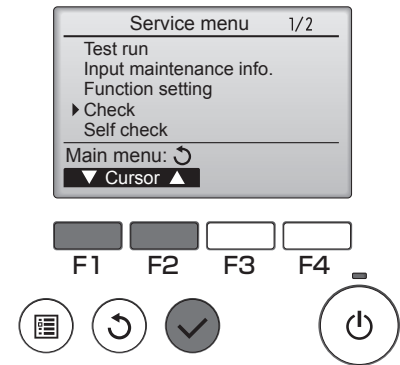 Service menu 1/2
Test run
Input maintenance info.
Function setting
Check
Self check
Main menu:
▼ Cursor ▲
F1 F2 F3 F4